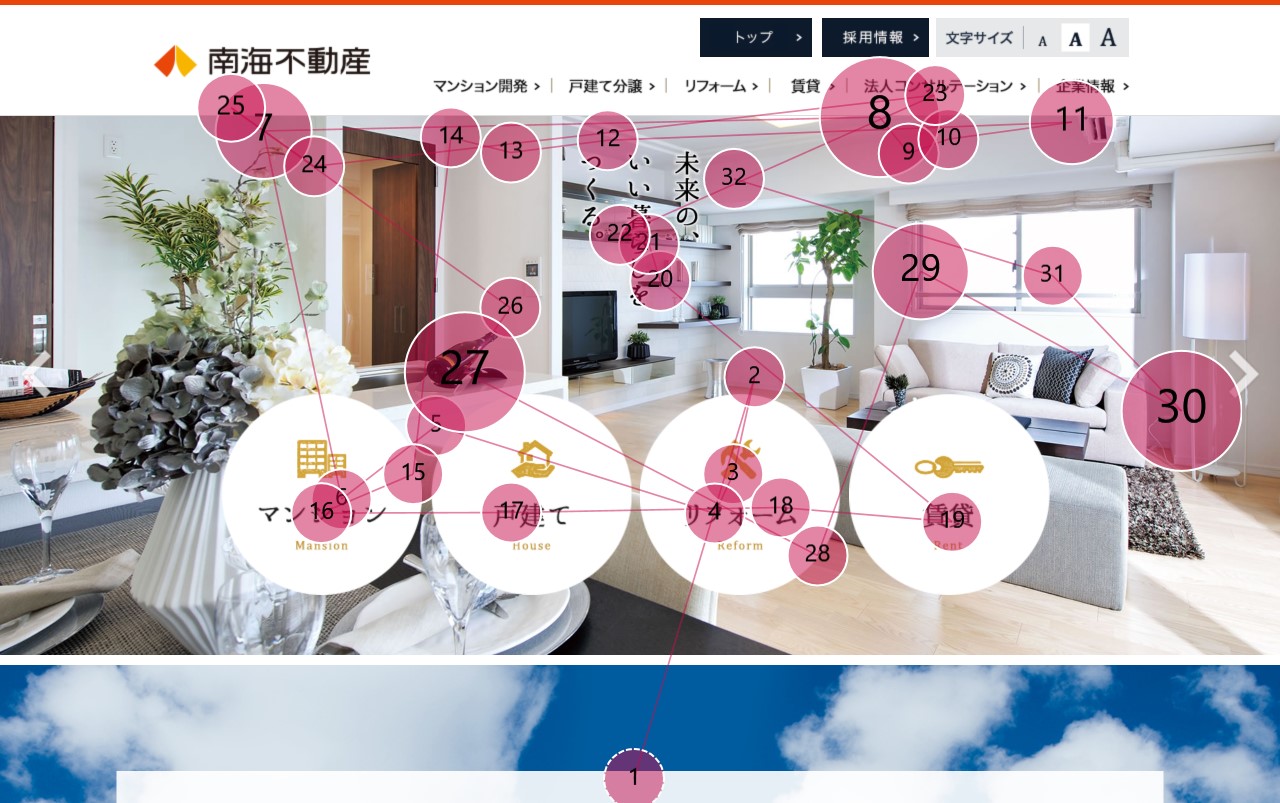 トップ
採用情報
文字サイズ
A
A
A
南海不動産
マンション開発
戸建て分譲
リフォーム
賃貸
法人コンサルテーション
企業情報
25
7
8
23
11
14
13
12
9
10
24
32
未来の、
いい暮しを
つくる。
22
21
20
29
31
26
27
2
30
5
15
3
6
16
17
4
18
19
28
マンション
戸建て
リフォーム
賃貸
Mansion
House
Reform
Rent
1